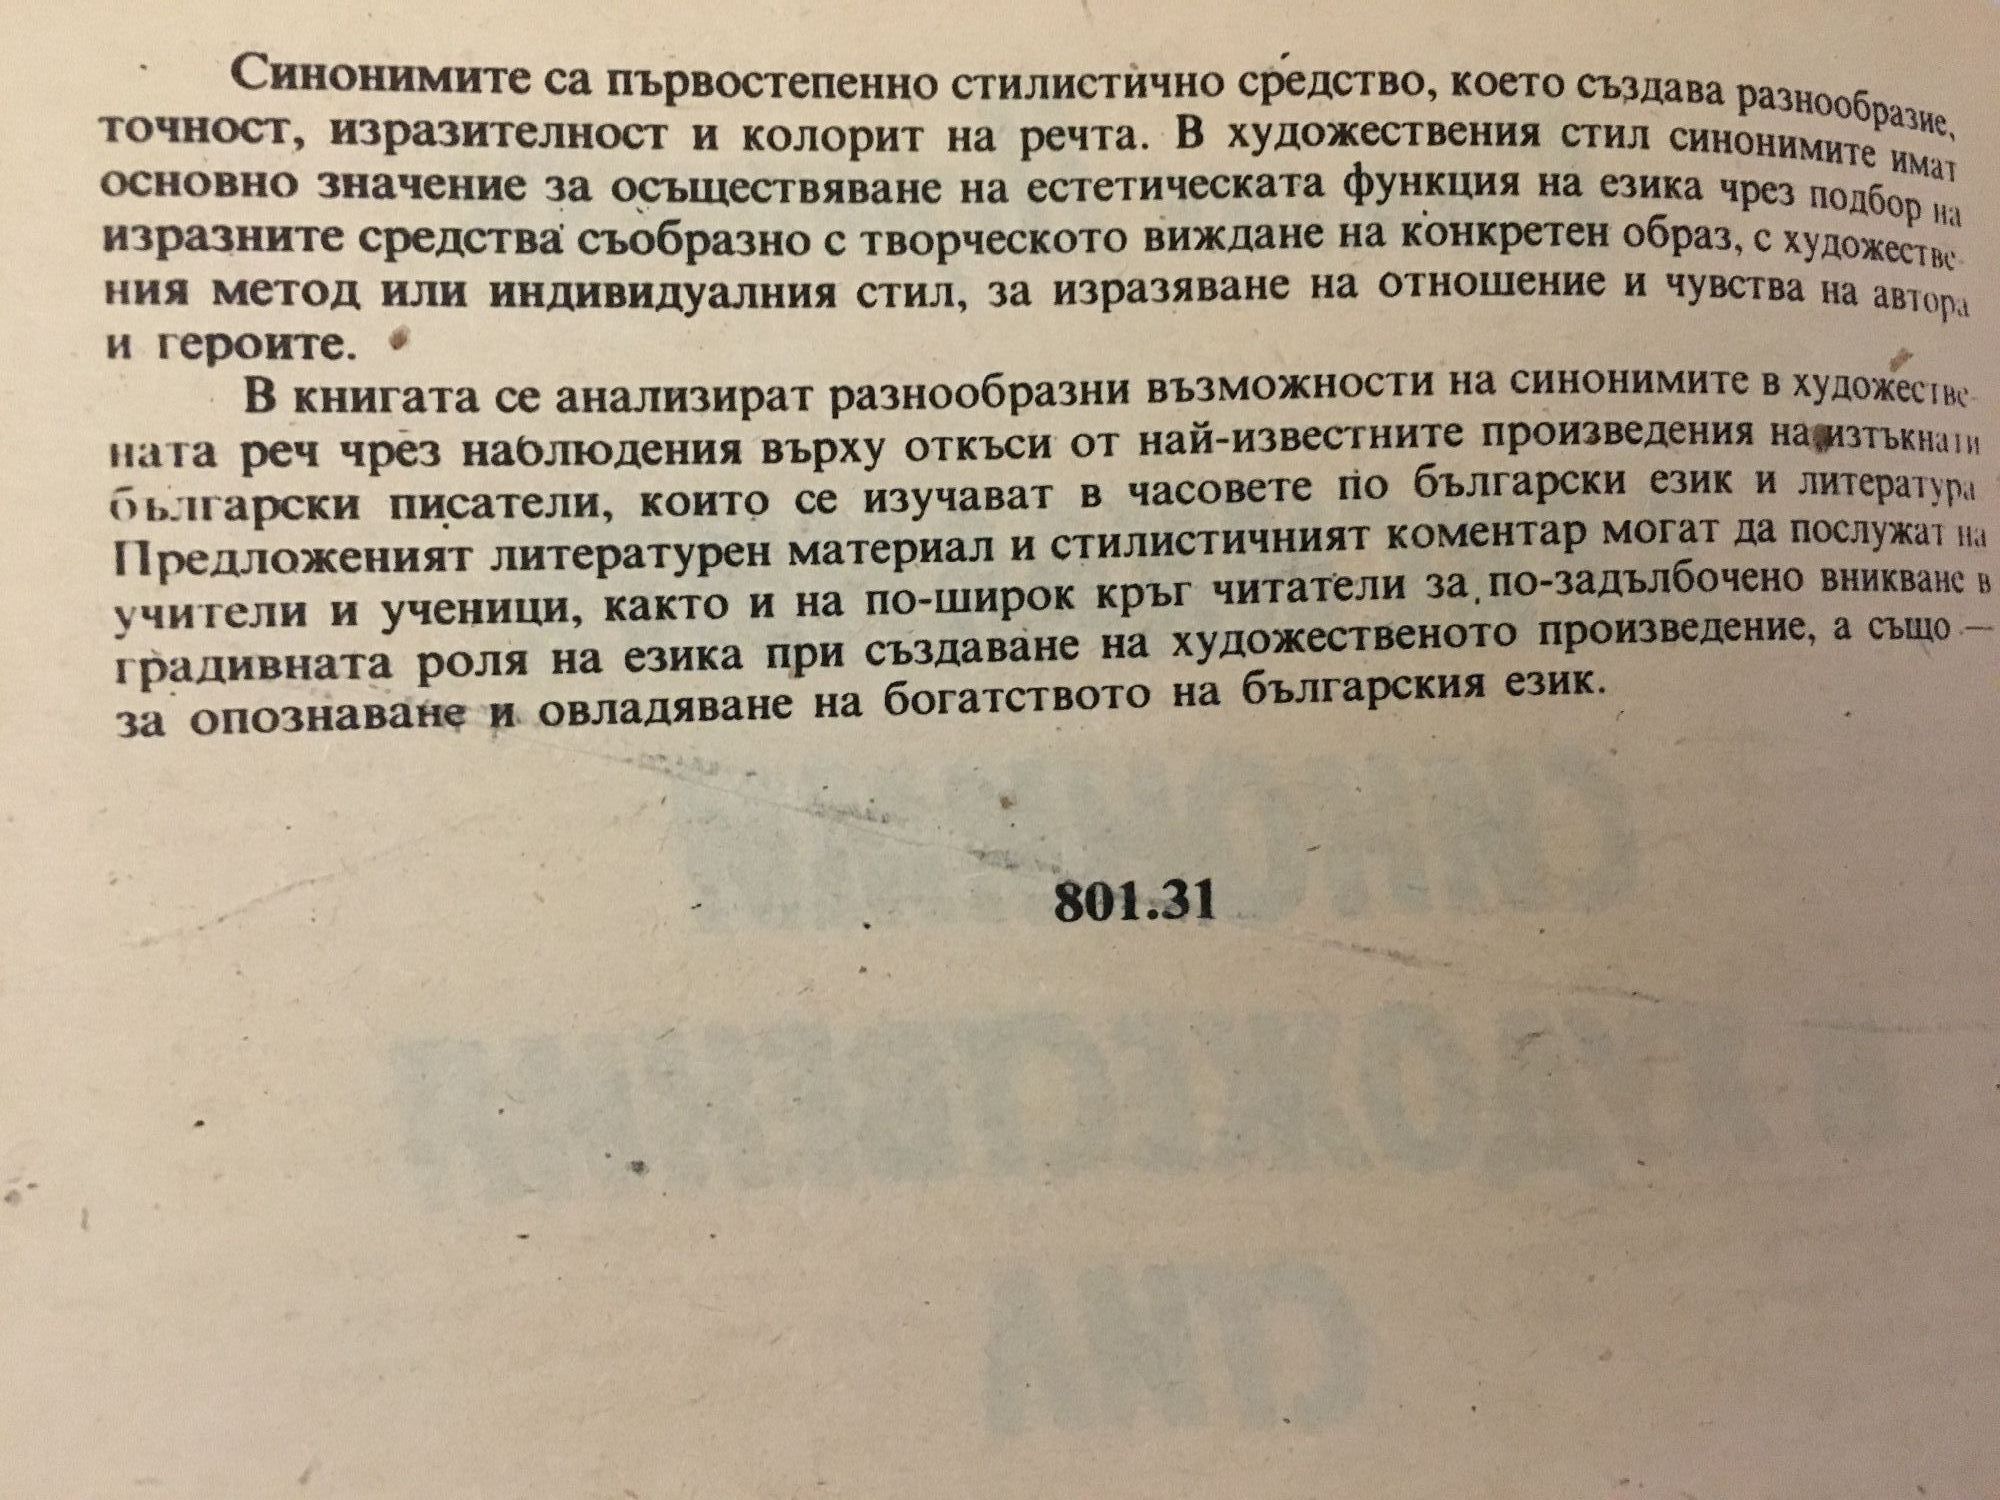 Синонимите са първостепенно стилистично средство, което създава разнообразие,
точност, изразителност и колорит на речта. В художествения стил синонимите имат
основно значение за осъществяване на естетическата функция на езика чрез подбор на
изразните средства съобразно с творческото виждане на конкретен образ, с художестве-
ния метод или индивидуалния стил, за изразяване на отношение и чувства на автора
и героите.
В книгата се анализират разнообразни възможности на синонимите в художестве-
ната реч чрез наблюдения върху откъси от най-известните произведения на изтъкнати
български писатели, които се изучават в часовете по български език и литература
Предложеният литературен материал и стилистичният коментар могат да послужат на
учители и ученици, както и на по-широк кръг читатели за по-задълбочено вникване в
градивната роля на езика при създаване на художественото произведение, а също —
за опознаване и овладяване на богатството на българския език.
801.31